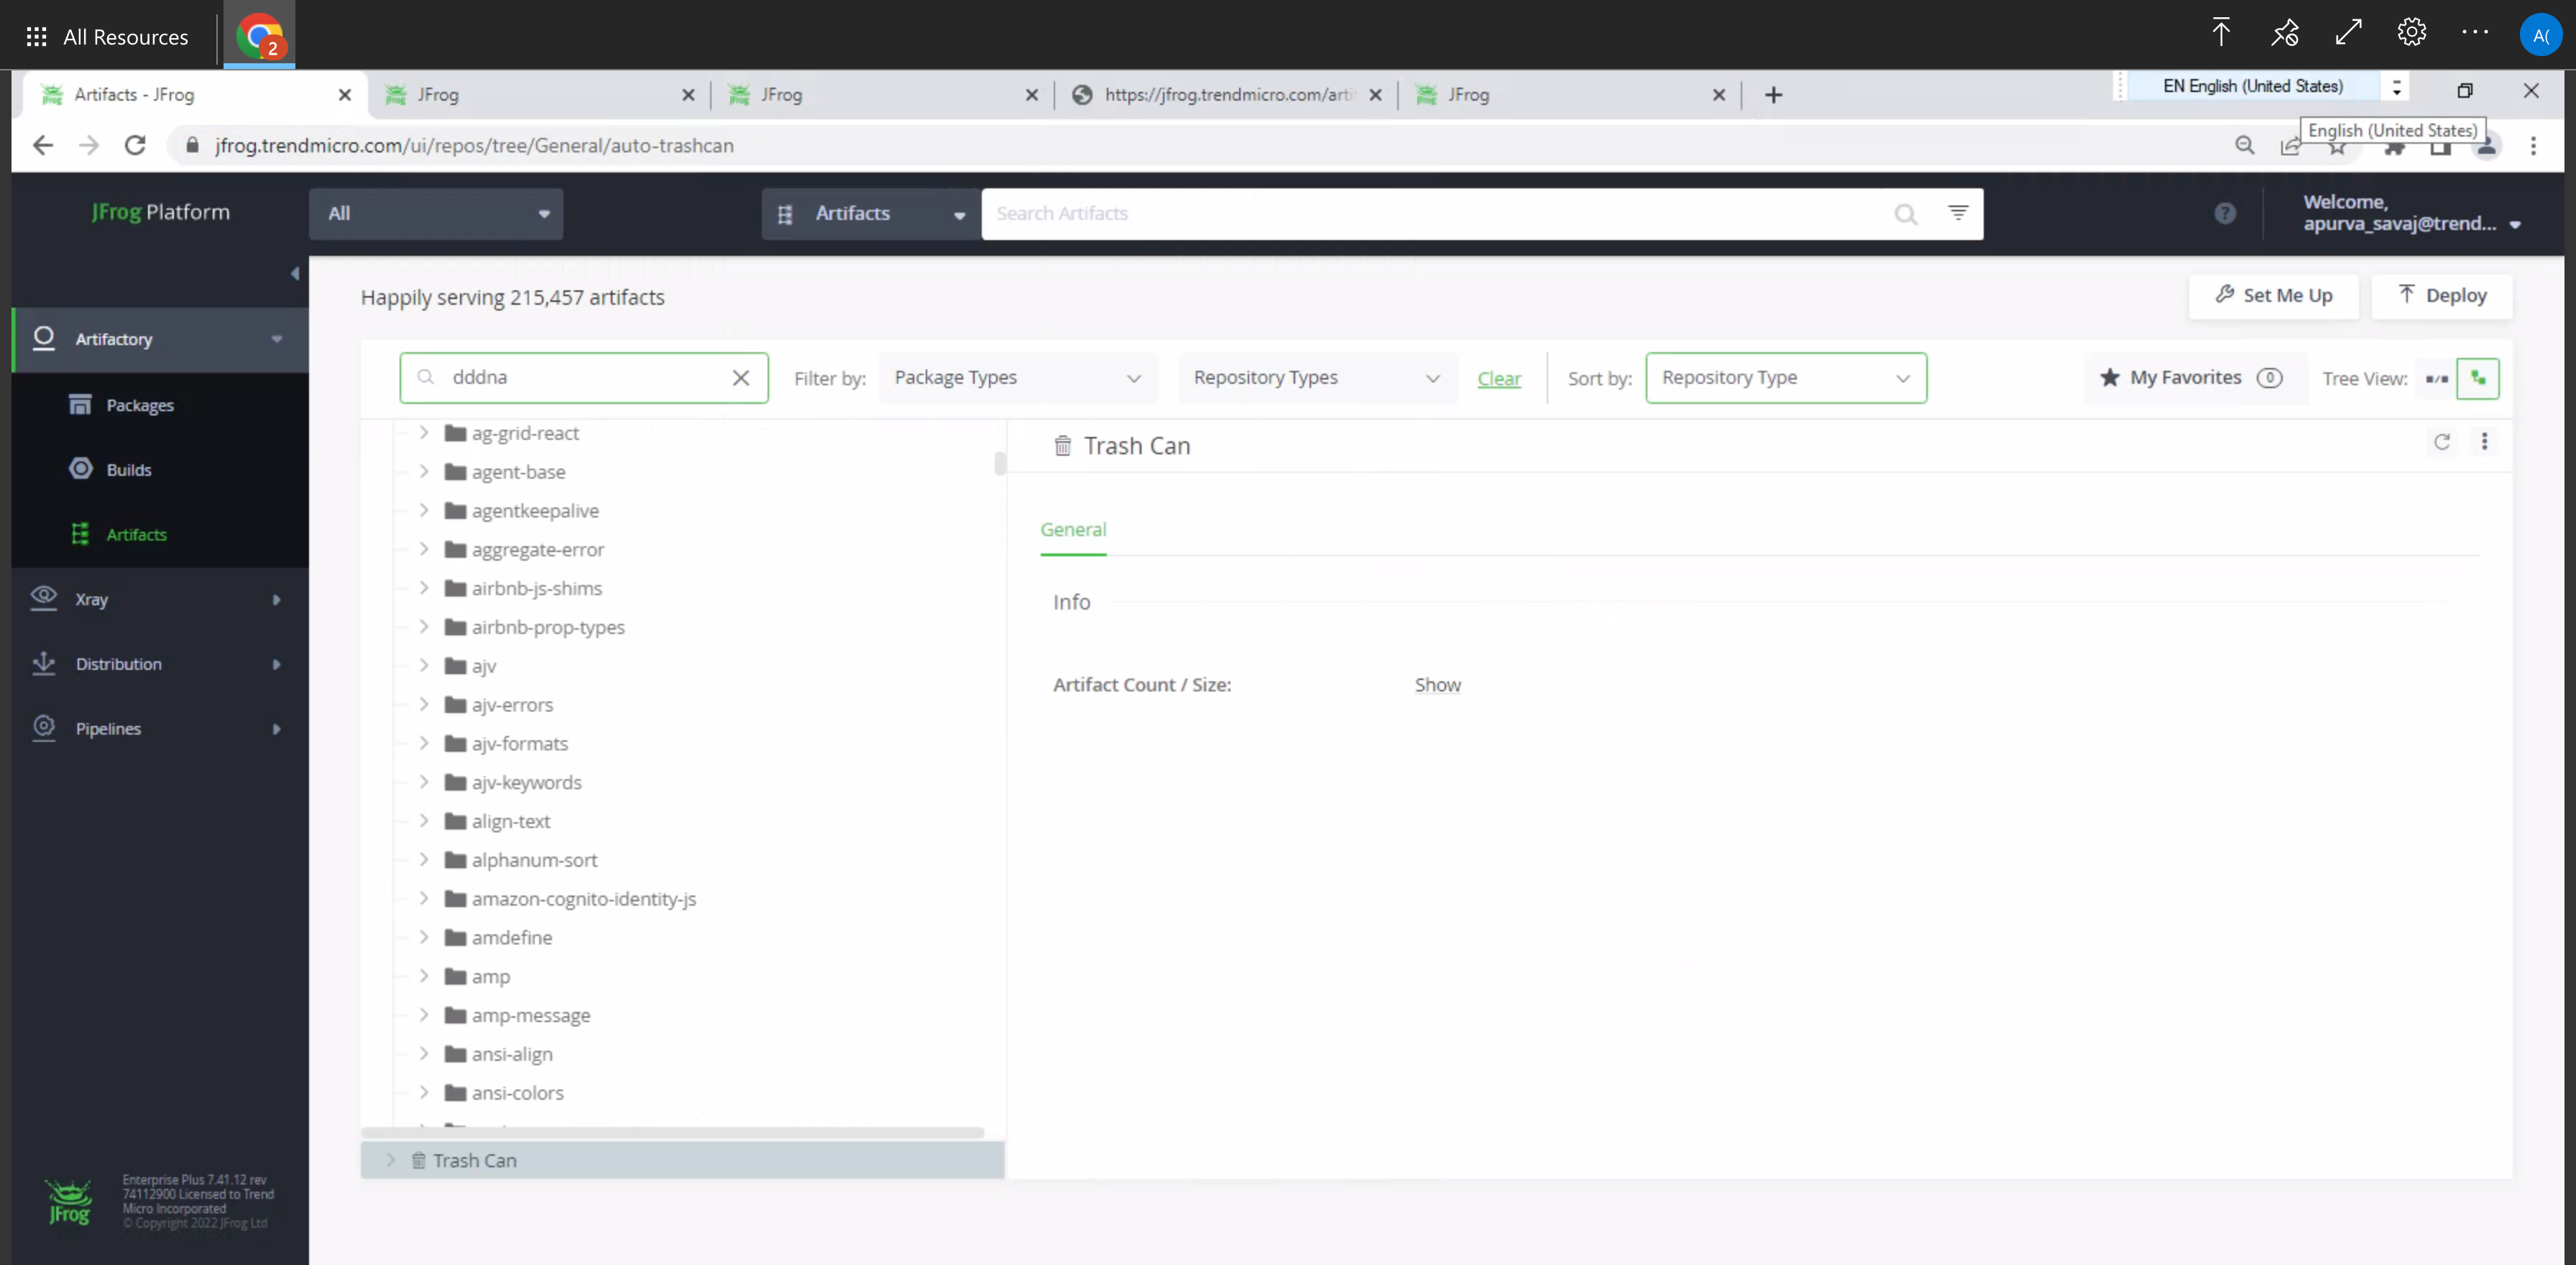 All Resources
2
A(
Artifacts - JFrog
JFrog
JFrog
https://jfrog.trendmicro.com/arti
JFrog
EN English (United States)
English (United States)
jfrog.trendmicro.com/ui/repos/tree/General/auto-trashcan
JFrog Platform
All
Artifacts
Search Artifacts
?
Welcome,
apurva_savaj@trend...
Happily serving 215,457 artifacts
Set Me Up
Deploy
Artifactory
Packages
Builds
Artifacts
Xray
Distribution
Pipelines
dddna
Filter by:
Package Types
Repository Types
Clear
Sort by:
Repository Type
My Favorites
0
Tree View:
ag-grid-react
agent-base
agentkeepalive
aggregate-error
airbnb-js-shims
airbnb-prop-types
ajv
ajv-errors
ajv-formats
ajv-keywords
align-text
alphanum-sort
amazon-cognito-identity-js
amdefine
amp
amp-message
ansi-align
ansi-colors
Trash Can
Trash Can
General
Info
Artifact Count / Size:
Show
JFrog
Enterprise Plus 7.41.12 rev
74112900 Licensed to Trend
Micro Incorporated
© Copyright 2022 JFrog Ltd